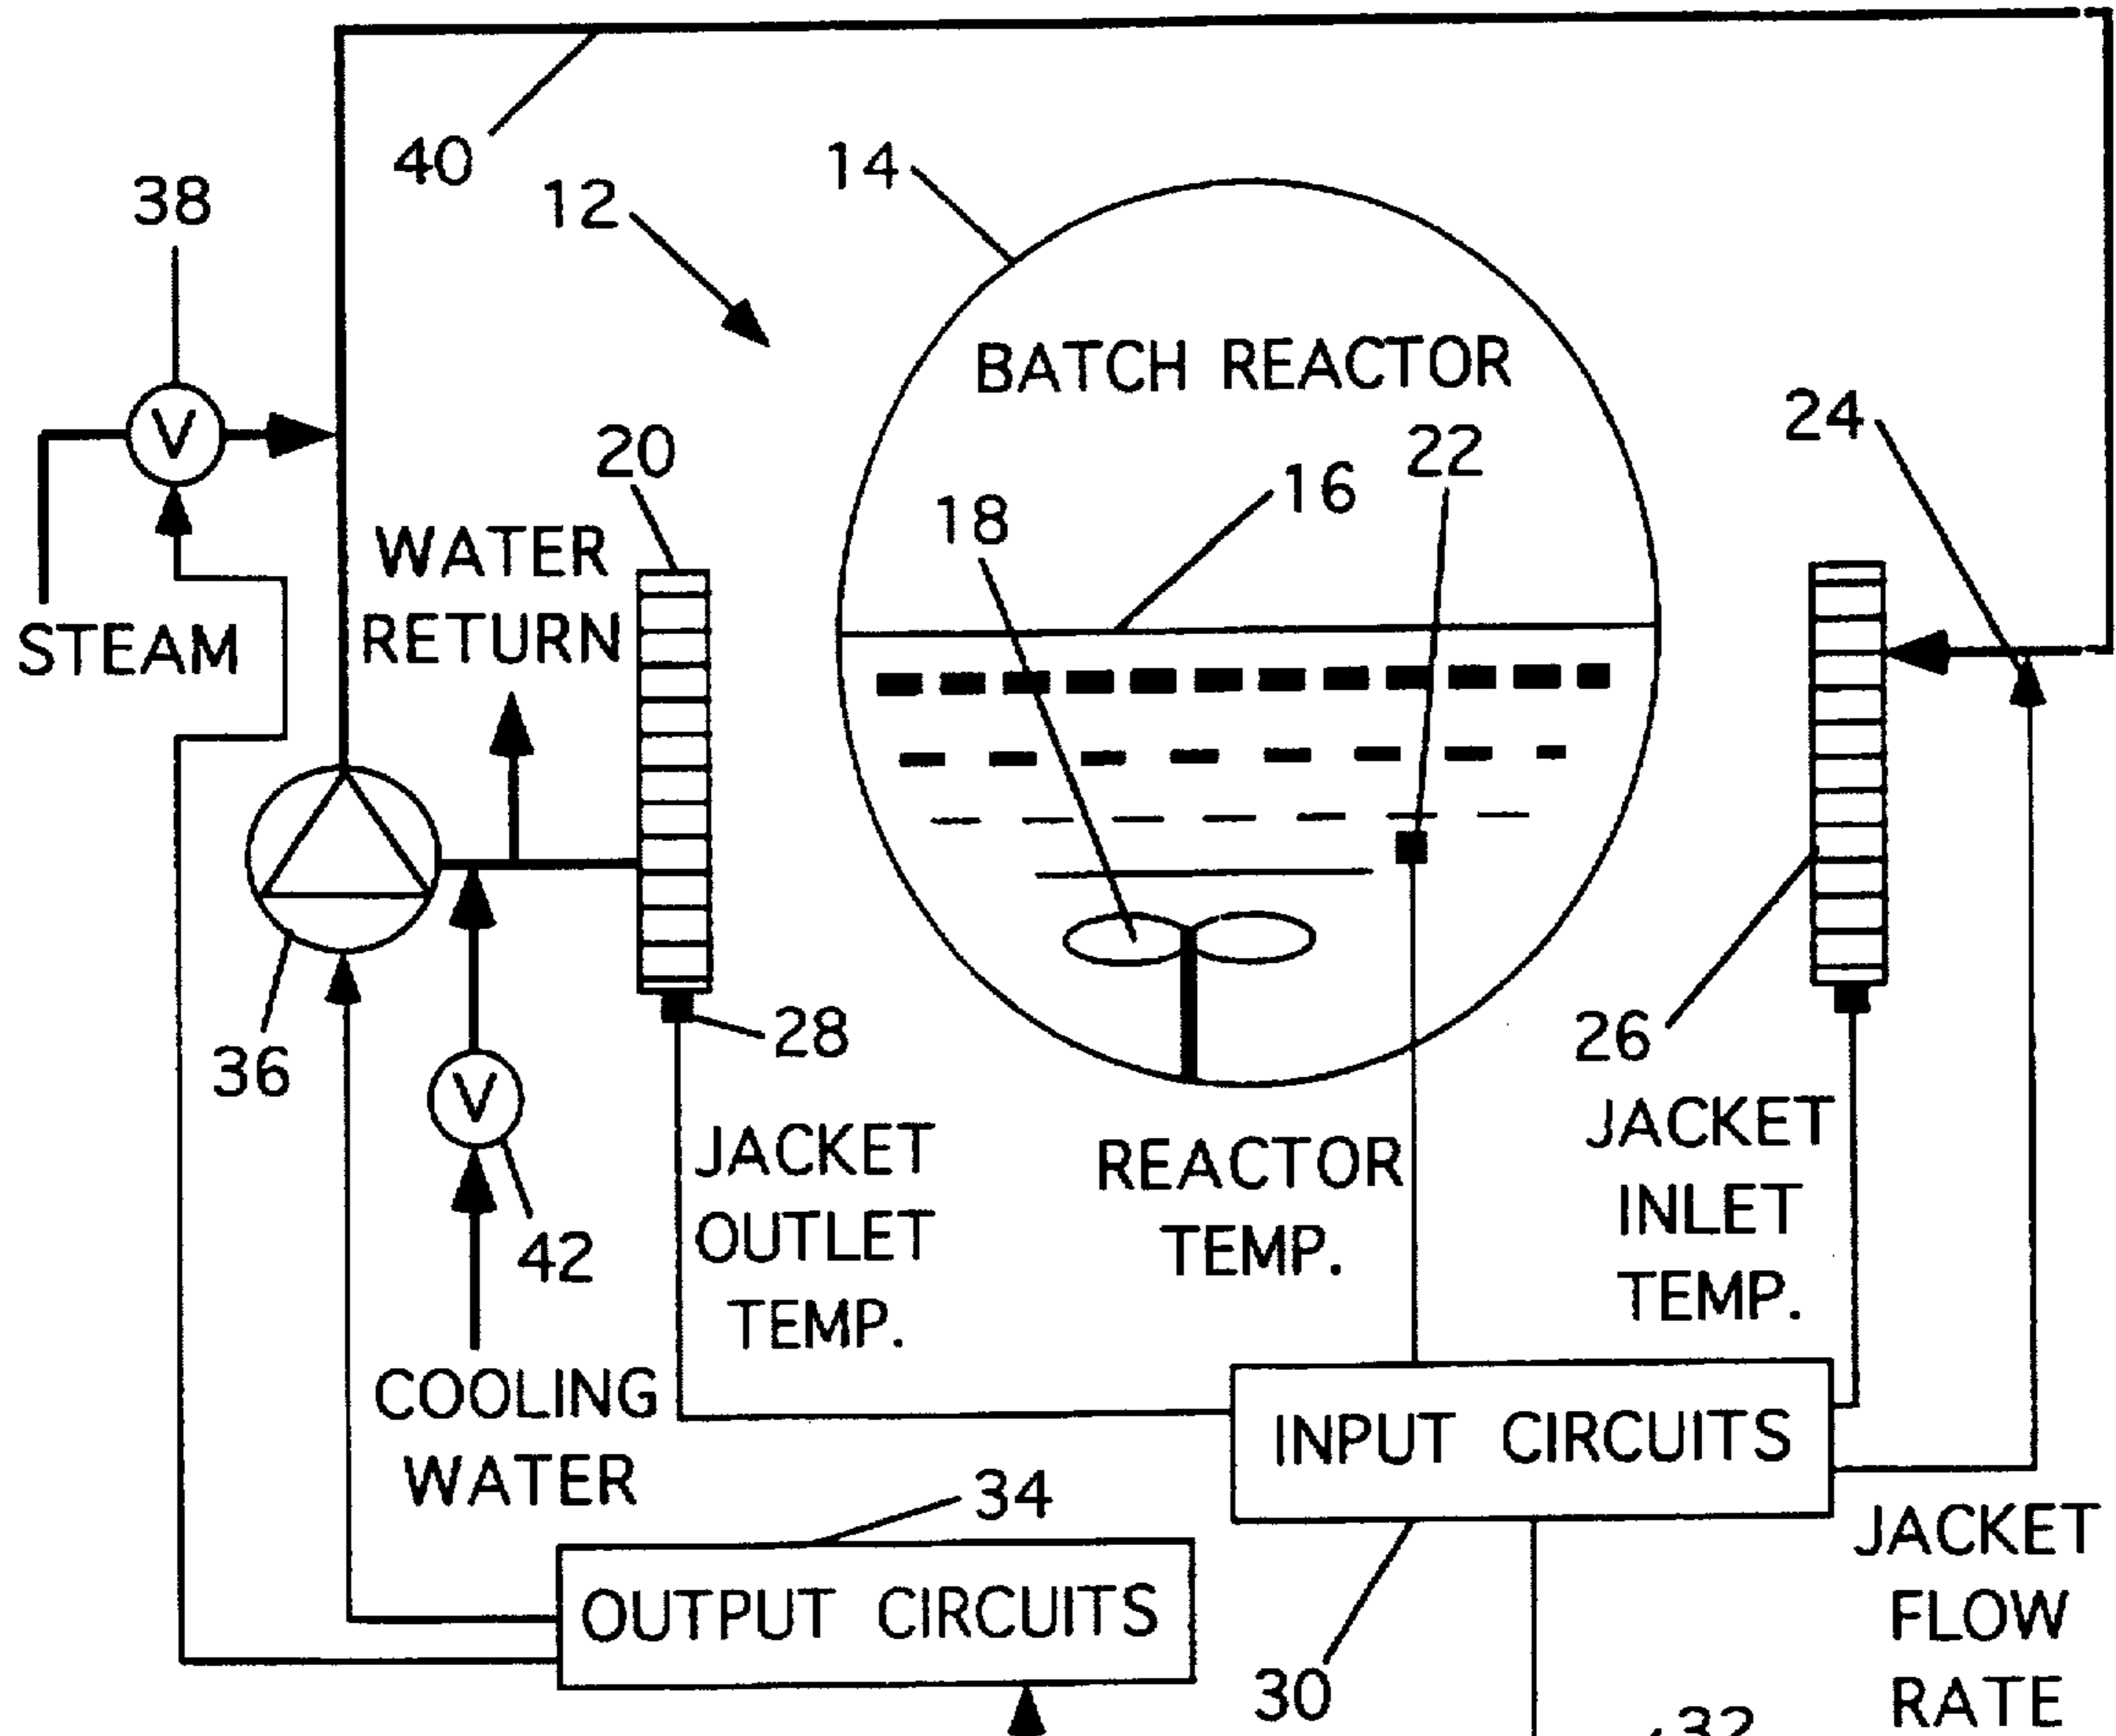 40
14
12
38
BATCH REACTOR
24
20
22
16
18
V
WATER
RETURN
STEAM
28
26
36
V
JACKET
OUTLET
TEMP.
REACTOR
TEMP.
JACKET
INLET
TEMP.
42
COOLING
WATER
INPUT CIRCUITS
34
JACKET
FLOW
RATE
OUTPUT CIRCUITS
30
32